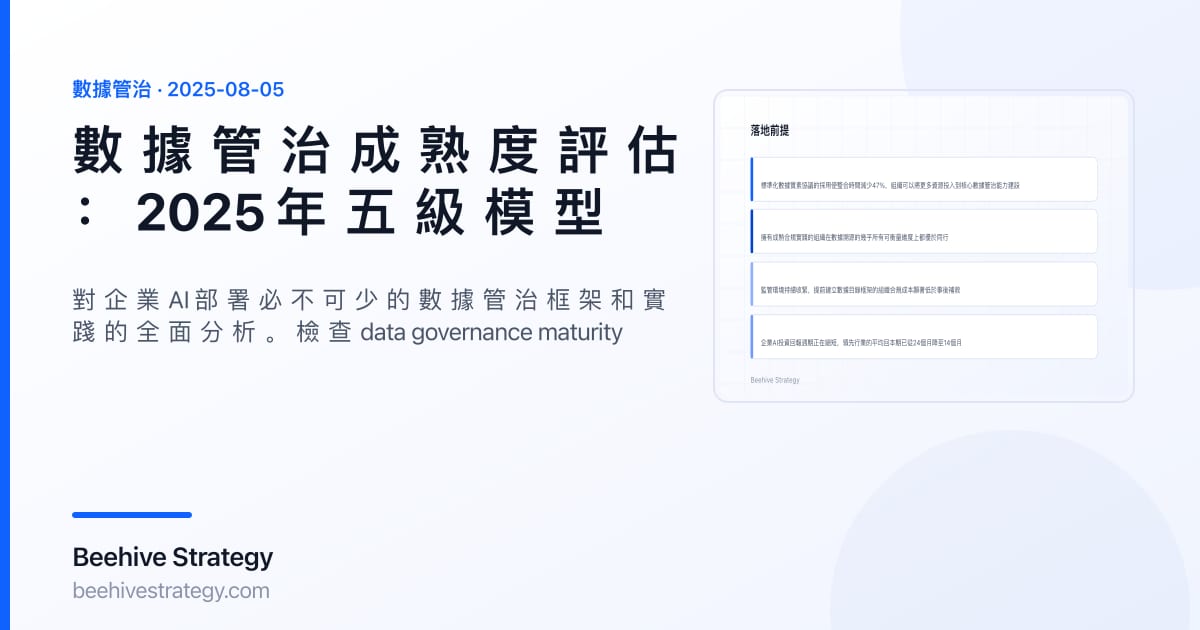 數據管治 · 2025-08-05
數據管治成熟度評估
：2025年五級模型
對企業AI部署必不可少的數據管治框架和實
踐的全面分析。檢查 data governance maturity
Beehive Strategy
beehivestrategy.com
落地前提
標準化數據質素協議的採用使整合時間減少47%，組織可以將更多資源投入到核心數據管治能力建設
擁有成熟合規實踐的組織在數據溯源的幾乎所有可衡量維度上都優於同行
監管環境持續收緊，提前建立數據目錄框架的組織合規成本顯著低於事後補救
企業AI投資回報週期正在縮短，領先行業的平均回本期已從24個月降至14個月
Beehive Strategy